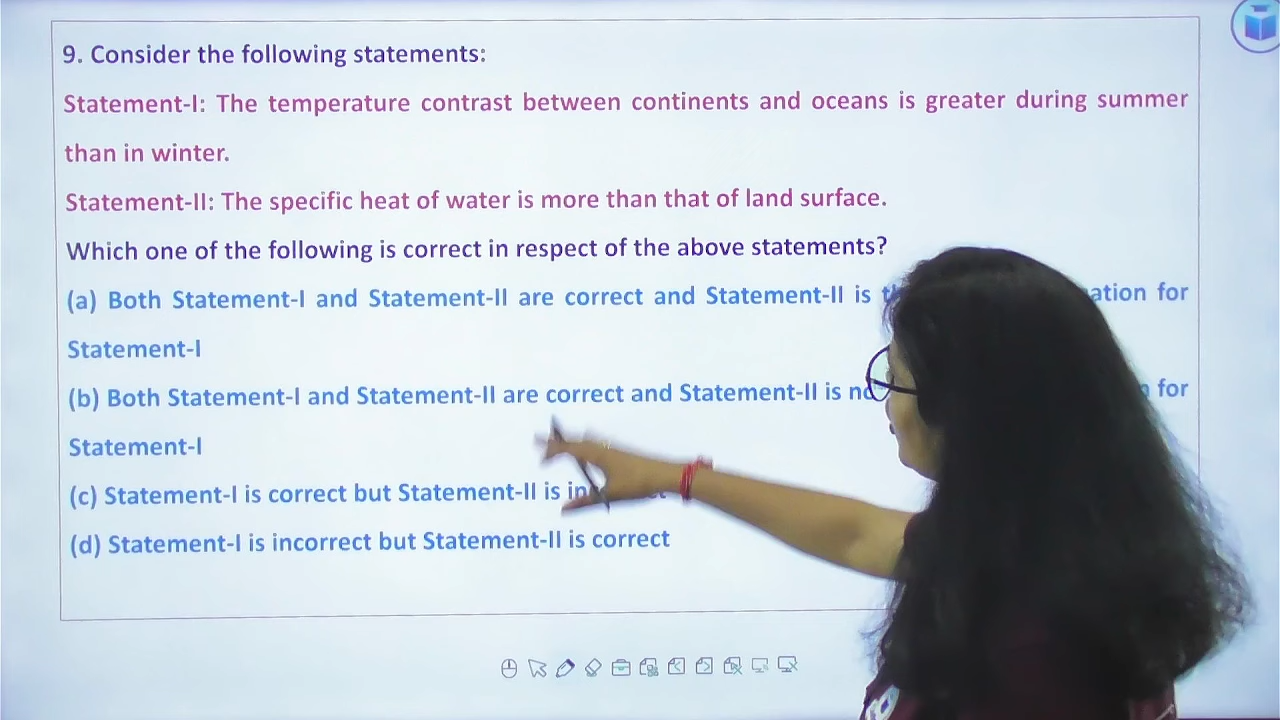 9. Consider the following statements:
Statement-I: The temperature contrast between continents and oceans is greater during summer
than in winter.
Statement-II: The specific heat of water is more than that of land surface.
Which one of the following is correct in respect of the above statements?
(a) Both Statement-I and Statement-II are correct and Statement-II is for
Statement-I
(b) Both Statement-I and Statement-II are correct and Statement-II is for
Statement-I
(c) Statement-I is correct but Statement-II is
(d) Statement-I is incorrect but Statement-II is correct